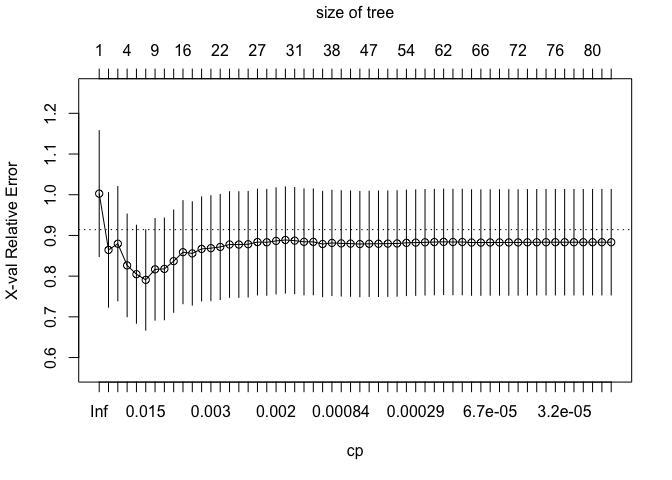 size of tree
1 4 9 16 22 27 31 38 47 54 62 66 72 76 80
X-val Relative Error
1.2
1.1
1.0
0.9
0.8
0.7
0.6
Inf 0.015 0.003 0.002 0.00084 0.00029 6.7e-05 3.2e-05
cp